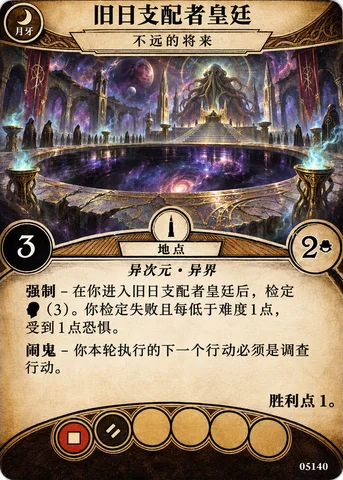 旧日支配者皇廷
月牙
不远的将来
3
地点
2
异次元·异界
强制 – 在你进入旧日支配者皇廷后,检定
(3)。你检定失败且每低于难度1点,
受到1点恐惧。
闹鬼 – 你本轮执行的下一个行动必须是调查
行动。
胜利点 1。
05140